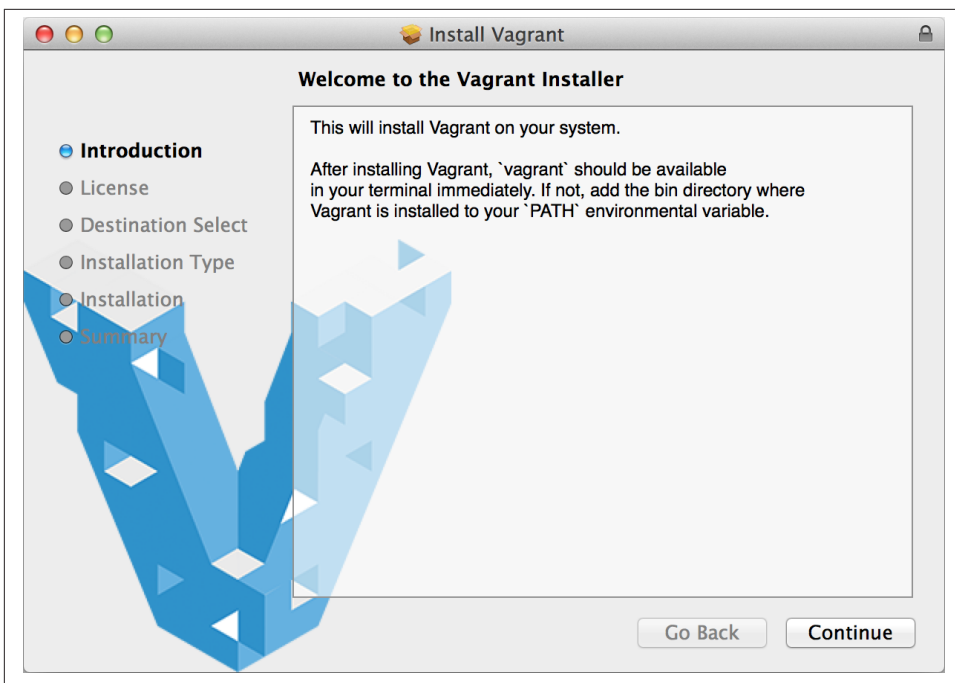 Install Vagrant
Welcome to the Vagrant Installer
Introduction
License
Destination Select
Installation Type
Installation
Summary
This will install Vagrant on your system.
After installing Vagrant, `vagrant` should be available
in your terminal immediately. If not, add the bin directory where
Vagrant is installed to your `PATH` environmental variable.
Go Back
Continue